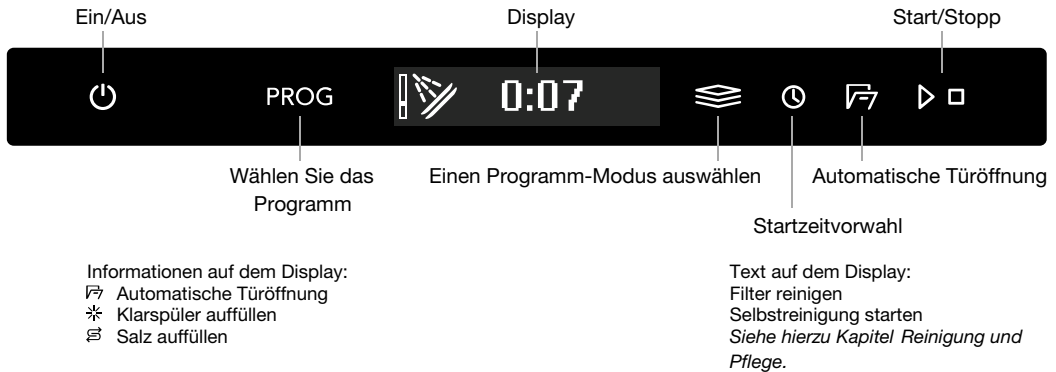 Ein/Aus
Display
Start/Stopp
PROG
0:07
Wählen Sie das
Programm
Einen Programm-Modus auswählen
Automatische Türöffnung
Startzeitvorwahl
Informationen auf dem Display:
Automatische Türöffnung
Klarspüler auffüllen
Salz auffüllen
Text auf dem Display:
Filter reinigen
Selbstreinigung starten
Siehe hierzu Kapitel Reinigung und
Pflege.